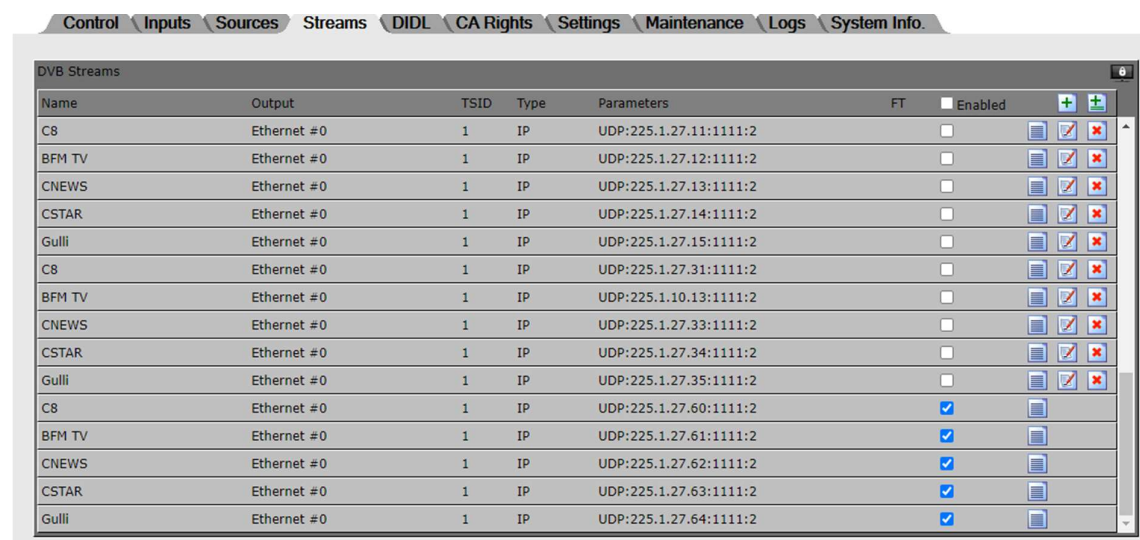 Control Inputs Sources Streams DIDL CA Rights Settings Maintenance Logs System Info.
DVB Streams
Name Output TSID Type Parameters FT Enabled
C8 Ethernet #0 1 IP UDP:225.1.27.11:1111:2
BFM TV Ethernet #0 1 IP UDP:225.1.27.12:1111:2
CNEWS Ethernet #0 1 IP UDP:225.1.27.13:1111:2
CSTAR Ethernet #0 1 IP UDP:225.1.27.14:1111:2
Gulli Ethernet #0 1 IP UDP:225.1.27.15:1111:2
C8 Ethernet #0 1 IP UDP:225.1.27.31:1111:2
BFM TV Ethernet #0 1 IP UDP:225.1.10.13:1111:2
CNEWS Ethernet #0 1 IP UDP:225.1.27.33:1111:2
CSTAR Ethernet #0 1 IP UDP:225.1.27.34:1111:2
Gulli Ethernet #0 1 IP UDP:225.1.27.35:1111:2
C8 Ethernet #0 1 IP UDP:225.1.27.60:1111:2
BFM TV Ethernet #0 1 IP UDP:225.1.27.61:1111:2
CNEWS Ethernet #0 1 IP UDP:225.1.27.62:1111:2
CSTAR Ethernet #0 1 IP UDP:225.1.27.63:1111:2
Gulli Ethernet #0 1 IP UDP:225.1.27.64:1111:2